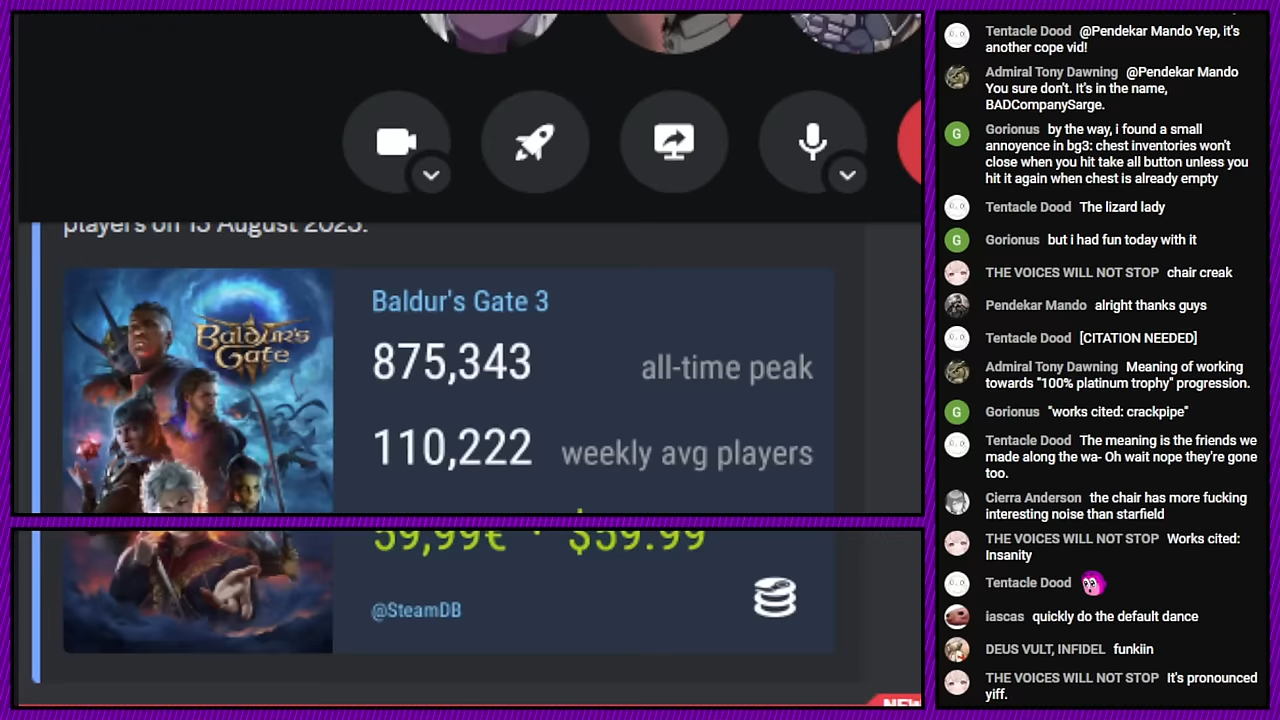 players on 13 August 2023.
BALDUR'S
GATE
Baldur's Gate 3
875,343 all-time peak
110,222 weekly avg players
59,99€ · $59.99
@SteamDB
NEW
Tentacle Dood @Pendekar Mando Yep, it's
another cope vid!
Admiral Tony Dawning @Pendekar Mando
You sure don't. It's in the name,
BADCompanySarge.
G
Gorionus by the way, i found a small
annoyence in bg3: chest inventories won't
close when you hit take all button unless you
hit it again when chest is already empty
Tentacle Dood The lizard lady
G
Gorionus but i had fun today with it
THE VOICES WILL NOT STOP chair creak
Pendekar Mando alright thanks guys
Tentacle Dood [CITATION NEEDED]
Admiral Tony Dawning Meaning of working
towards "100% platinum trophy" progression.
G
Gorionus "works cited: crackpipe"
Tentacle Dood The meaning is the friends we
made along the wa- Oh wait nope they're gone
too.
Cierra Anderson the chair has more fucking
interesting noise than starfield
THE VOICES WILL NOT STOP Works cited:
Insanity
Tentacle Dood
iascas quickly do the default dance
DEUS VULT, INFIDEL funkiin
THE VOICES WILL NOT STOP It's pronounced
yiff.